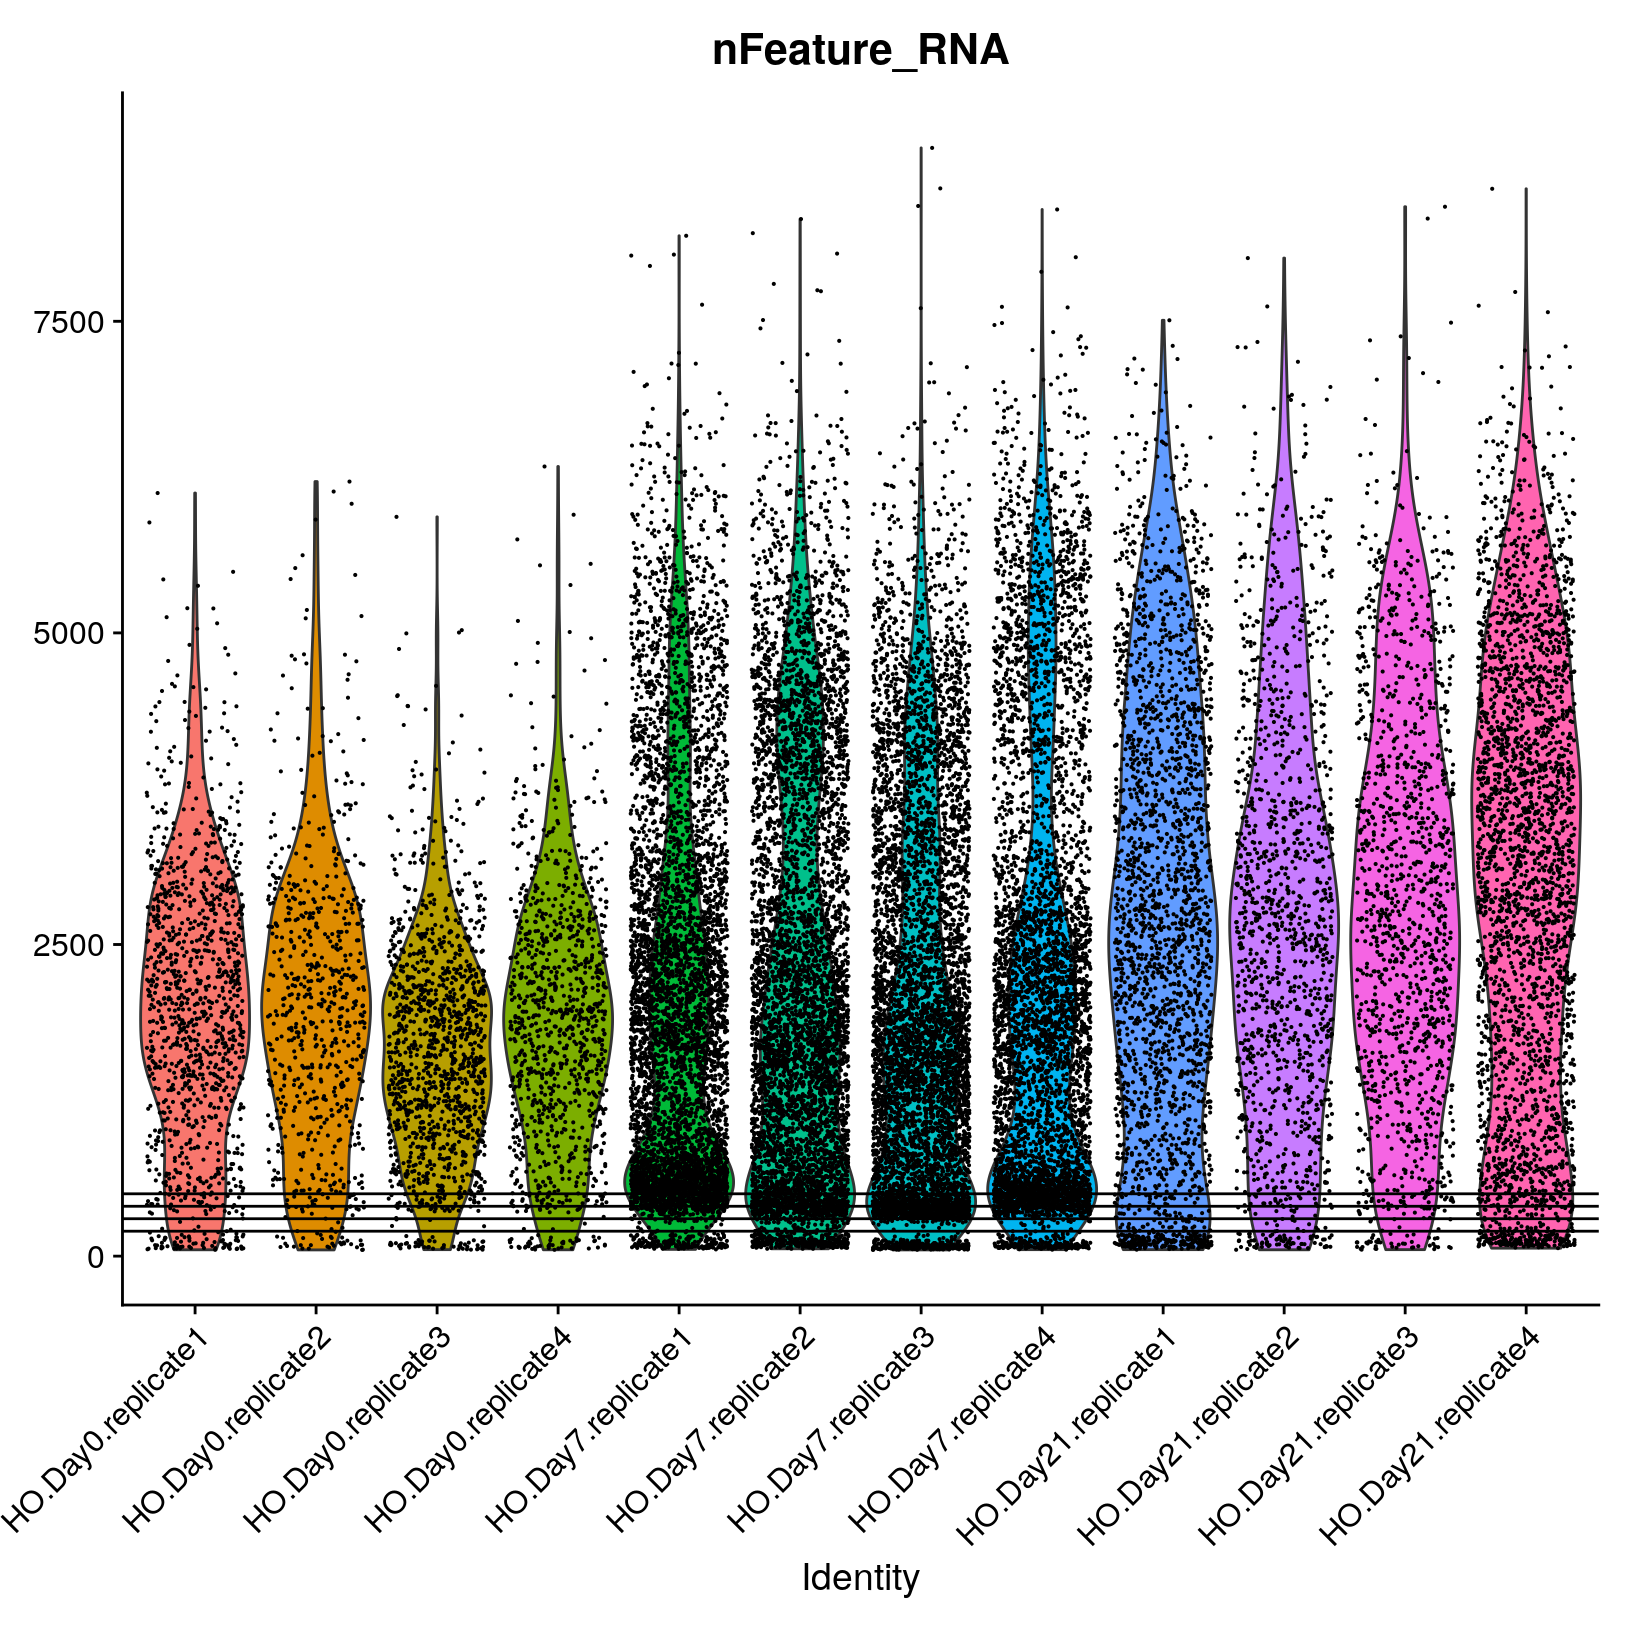 nFeature_RNA
7500
5000
2500
0
HO.Day0.replicate1
HO.Day0.replicate2
HO.Day0.replicate3
HO.Day0.replicate4
HO.Day7.replicate1
HO.Day7.replicate2
HO.Day7.replicate3
HO.Day7.replicate4
HO.Day21.replicate1
HO.Day21.replicate2
HO.Day21.replicate3
HO.Day21.replicate4
Identity